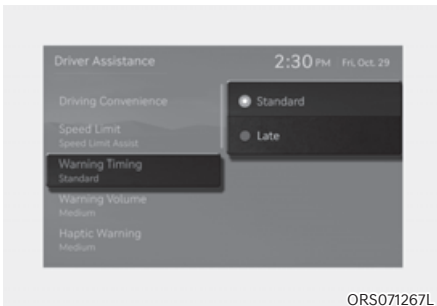 Driver Assistance
2:30 PM Fri, Oct. 29
Driving Convenience
Speed Limit
Speed Limit Assist
Warning Timing
Standard
Warning Volume
Medium
Haptic Warning
Medium
Standard
Late
ORS071267L